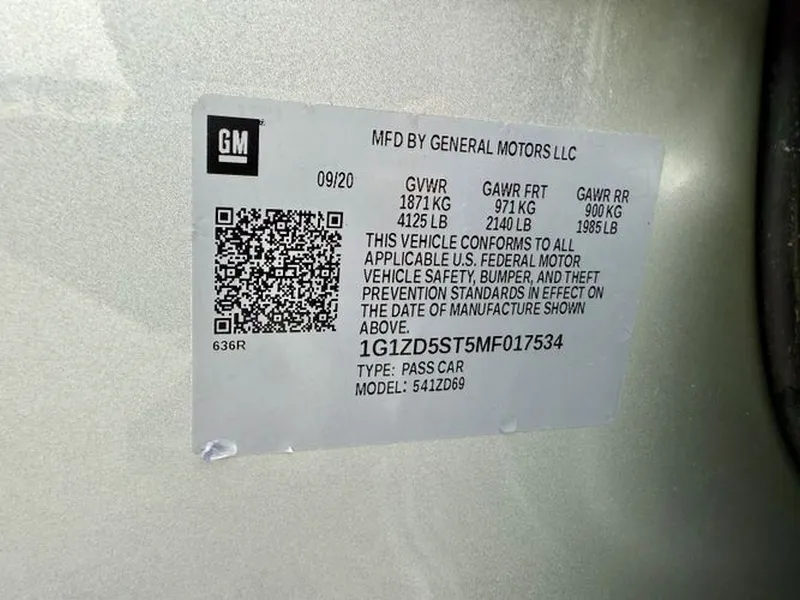 GM
MFD BY GENERAL MOTORS LLC
09/20
GVWR GAWR FRT GAWR RR
1871 KG 971 KG 900 KG
4125 LB 2140 LB 1985 LB
THIS VEHICLE CONFORMS TO ALL
APPLICABLE U.S. FEDERAL MOTOR
VEHICLE SAFETY, BUMPER, AND THEFT
PREVENTION STANDARDS IN EFFECT ON
THE DATE OF MANUFACTURE SHOWN
ABOVE.
636R
1G1ZD5ST5MF017534
TYPE: PASS CAR
MODEL: 541ZD69